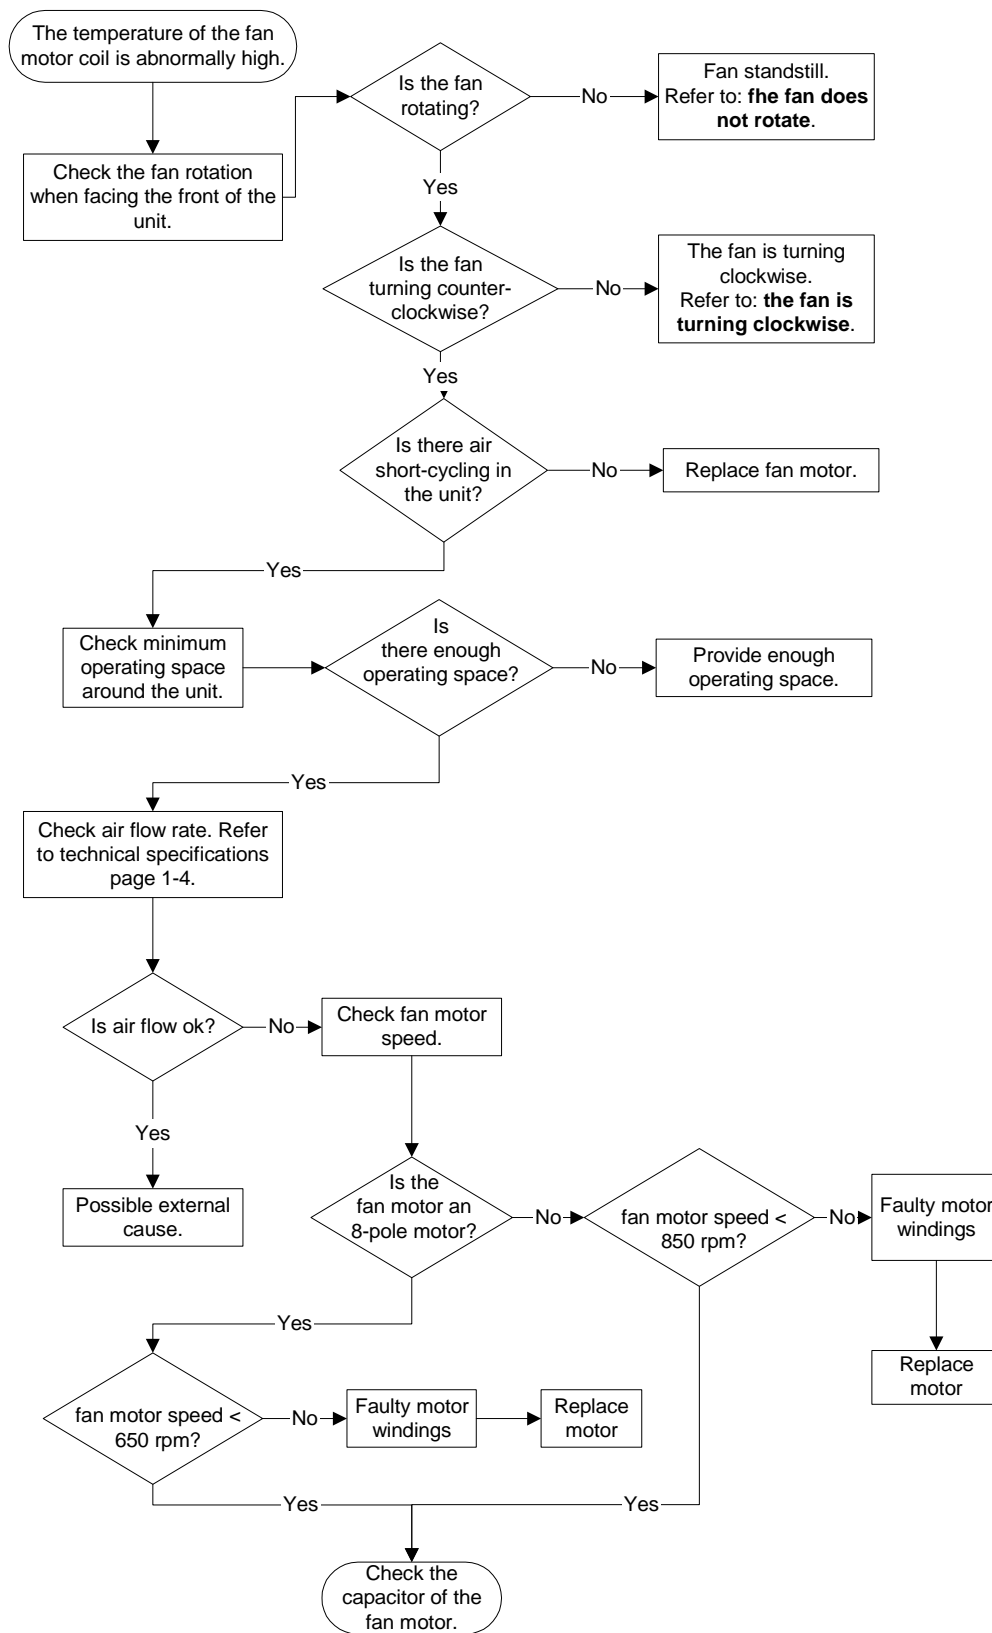 The temperature of the fan
motor coil is abnormally high.
Check the fan rotation
when facing the front of the
unit.
Is the fan
rotating?
No
Fan standstill.
Refer to: fhe fan does
not rotate.
Yes
Is the fan
turning counter-
clockwise?
No
The fan is turning
clockwise.
Refer to: the fan is
turning clockwise.
Yes
Is there air
short-cycling in
the unit?
No
Replace fan motor.
Yes
Check minimum
operating space
around the unit.
Is
there enough
operating space?
No
Provide enough
operating space.
Yes
Check air flow rate. Refer
to technical specifications
page 1-4.
Is air flow ok?
No
Check fan motor
speed.
Yes
Possible external
cause.
Is the
fan motor an
8-pole motor?
No
fan motor speed <
850 rpm?
No
Faulty motor
windings
Replace
motor
Yes
fan motor speed <
650 rpm?
No
Faulty motor
windings
Replace
motor
Yes
Yes
Check the
capacitor of the
fan motor.